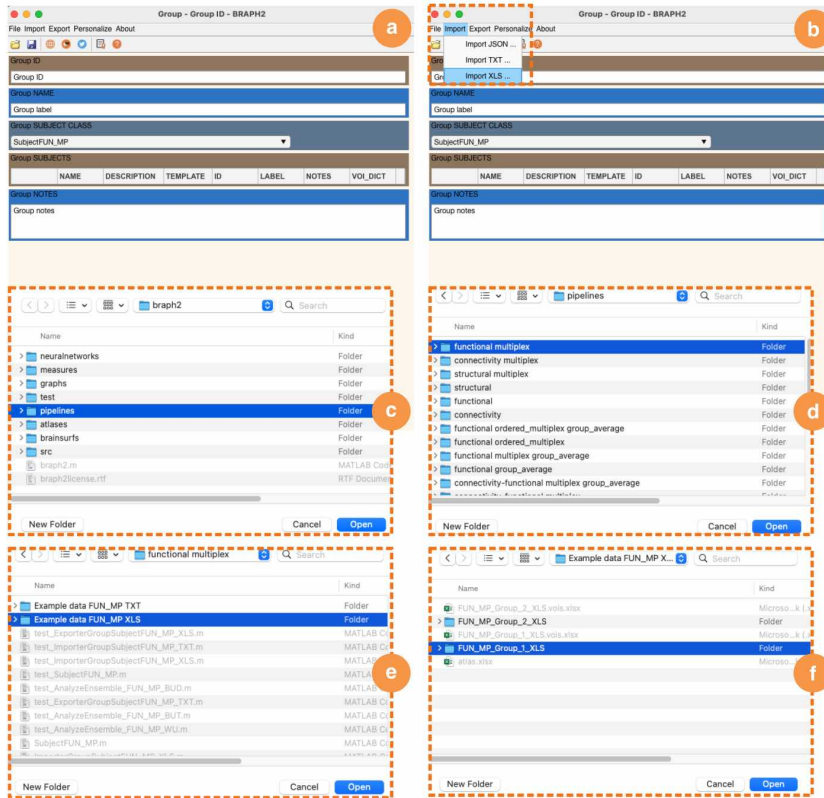 Group - Group ID - BRAPH2
File Import Export Personalize About
a
Group ID
Group ID
Group NAME
Group label
Group SUBJECT CLASS
SubjectFUN_MP
Group SUBJECTS
NAME DESCRIPTION TEMPLATE ID LABEL NOTES VOI_DICT
Group NOTES
Group notes
Group - Group ID - BRAPH2
File Import Export Personalize About
b
Import JSON ...
Import TXT ...
Import XLS ...
Group NAME
Group label
Group SUBJECT CLASS
SubjectFUN_MP
Group SUBJECTS
NAME DESCRIPTION TEMPLATE ID LABEL NOTES VOI_DICT
Group NOTES
Group notes
braph2
Search
Name Kind
neuralnetworks Folder
measures Folder
graphs Folder
test Folder
pipelines Folder
c
atlases Folder
brainsurfs Folder
src Folder
braph2.m MATLAB Cod
braph2license.rtf RTF Documen
New Folder Cancel Open
pipelines
Search
Name Kind
functional multiplex Folder
connectivity multiplex Folder
structural multiplex Folder
structural Folder
functional Folder
connectivity Folder
d
functional ordered_multiplex group_average Folder
functional ordered_multiplex Folder
functional multiplex group_average Folder
functional group_average Folder
connectivity-functional multiplex group_average Folder
New Folder Cancel Open
functional multiplex
Search
Name Kind
Example data FUN_MP TXT Folder
Example data FUN_MP XLS Folder
test_ExporterGroupSubjectFUN_MP_XLS.m MATLAB Co
test_ImporterGroupSubjectFUN_MP_TXT.m MATLAB Co
test_ImporterGroupSubjectFUN_MP_XLS.m MATLAB Co
test_SubjectFUN_MP.m MATLA
e
test_AnalyzeEnsemble_FUN_MP_BUD.m MATLAB Co
test_ExporterGroupSubjectFUN_MP_TXT.m MATLAB Co
test_AnalyzeEnsemble_FUN_MP_BUT.m MATLAB Co
test_AnalyzeEnsemble_FUN_MP_WU.m MATLAB Co
SubjectFUN_MP.m MATLAB Co
New Folder Cancel Open
Example data FUN_MP X...
Search
Name Kind
FUN_MP_Group_2_XLS.vois.xlsx Microso...k (.x
FUN_MP_Group_2_XLS Folder
FUN_MP_Group_1_XLS.vois.xlsx Microso...k (.x
FUN_MP_Group_1_XLS Folder
f
atlas.xlsx
New Folder Cancel Open